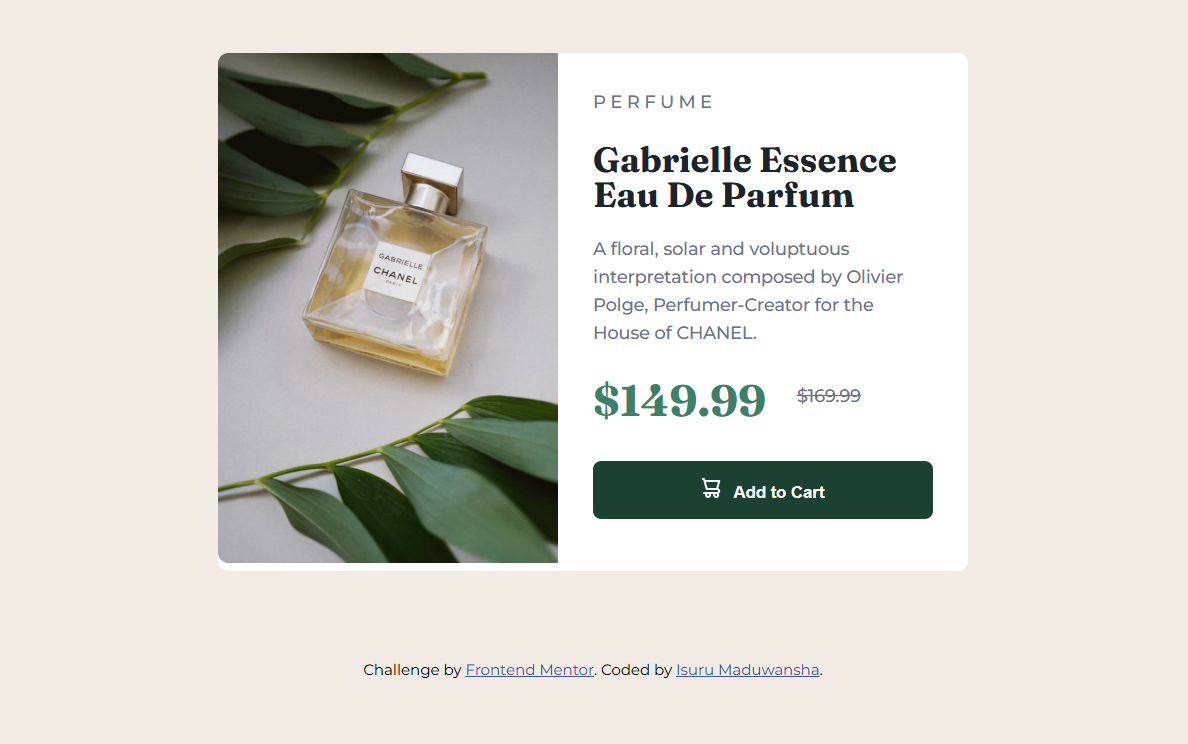 GABRIELLE
CHANEL
PARIS
PERFUME
Gabrielle Essence
Eau De Parfum
A floral, solar and voluptuous
interpretation composed by Olivier
Polge, Perfumer-Creator for the
House of CHANEL.
$149.99 $169.99
Add to Cart
Challenge by Frontend Mentor. Coded by Isuru Maduwansha.